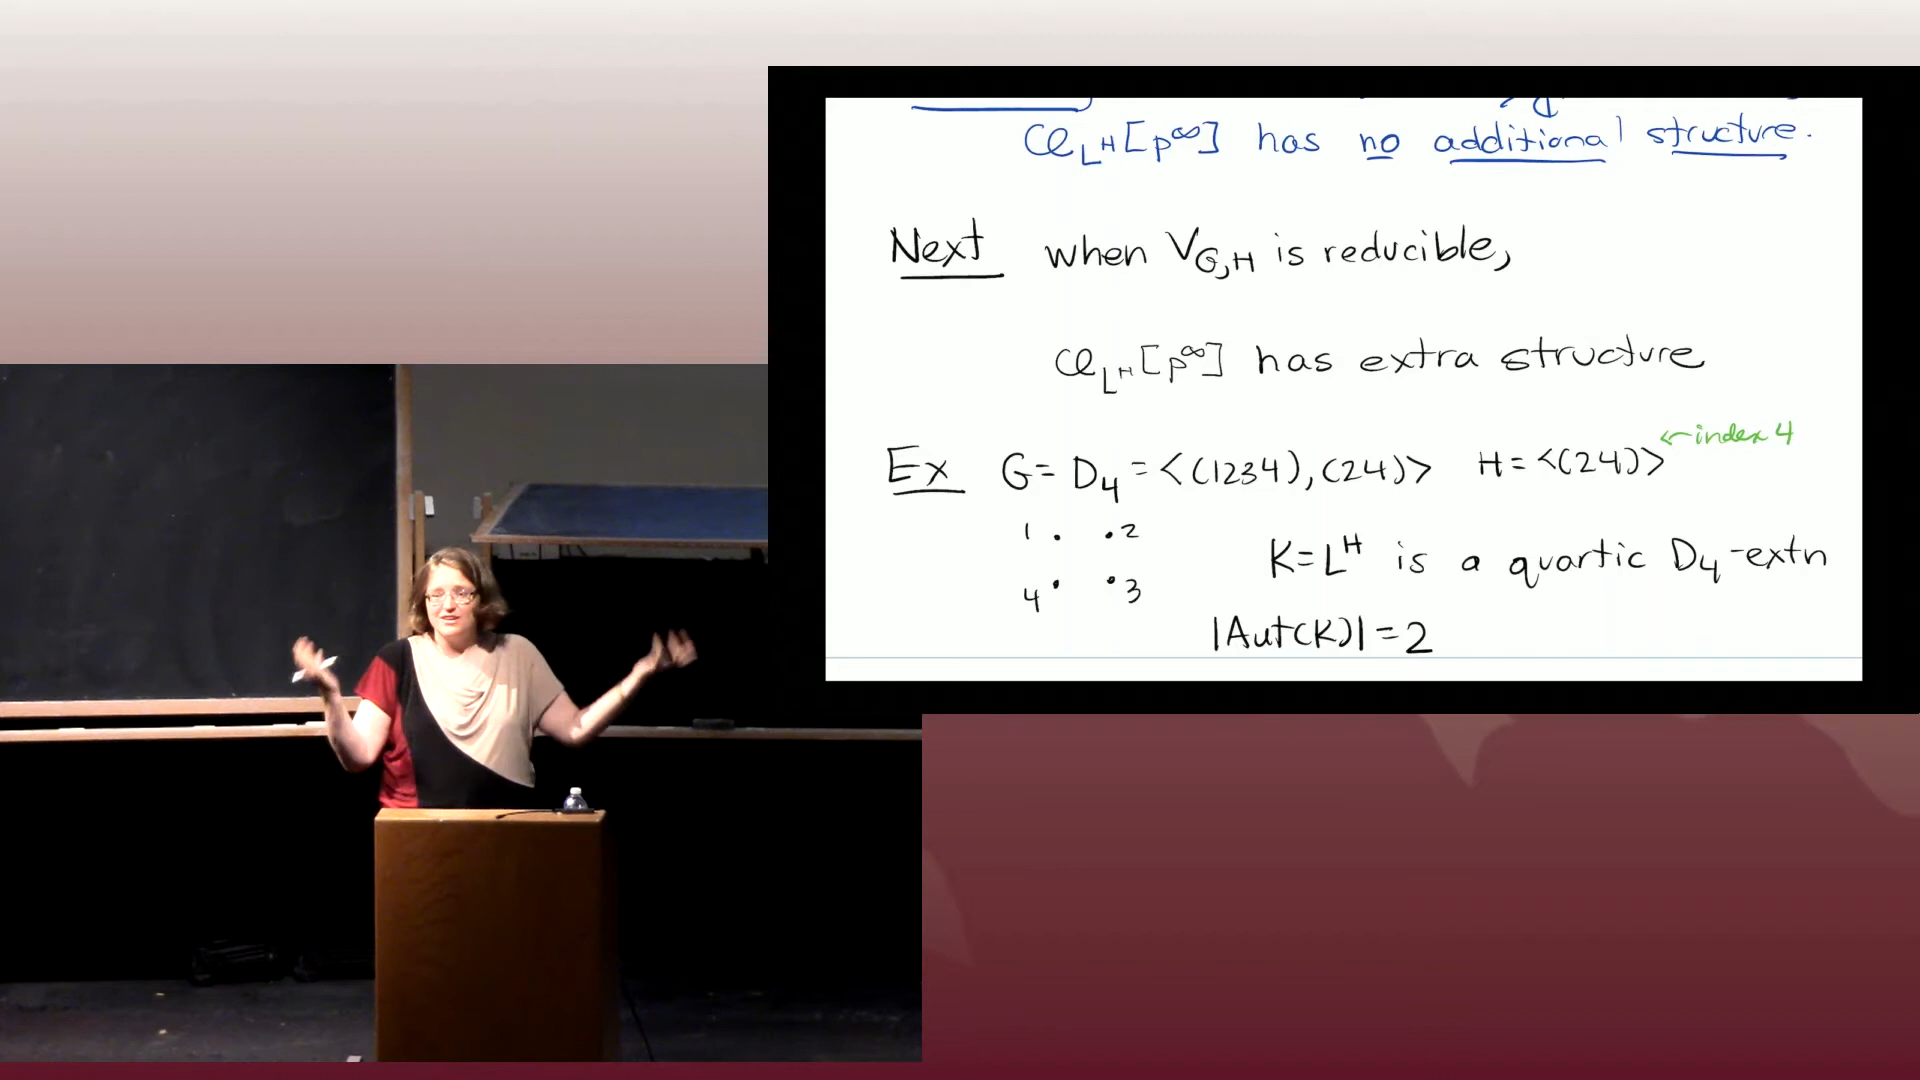 Cl_{L^H}[p^∞] has no additional structure.
Next when V_{G,H} is reducible,
Cl_{L^H}[p^∞] has extra structure
Ex G = D_4 = <(1234),(24)> H = <(24)> ← index 4
1 . . 2
4 . . 3
K = L^H is a quartic D_4-extn
|Aut(K)| = 2